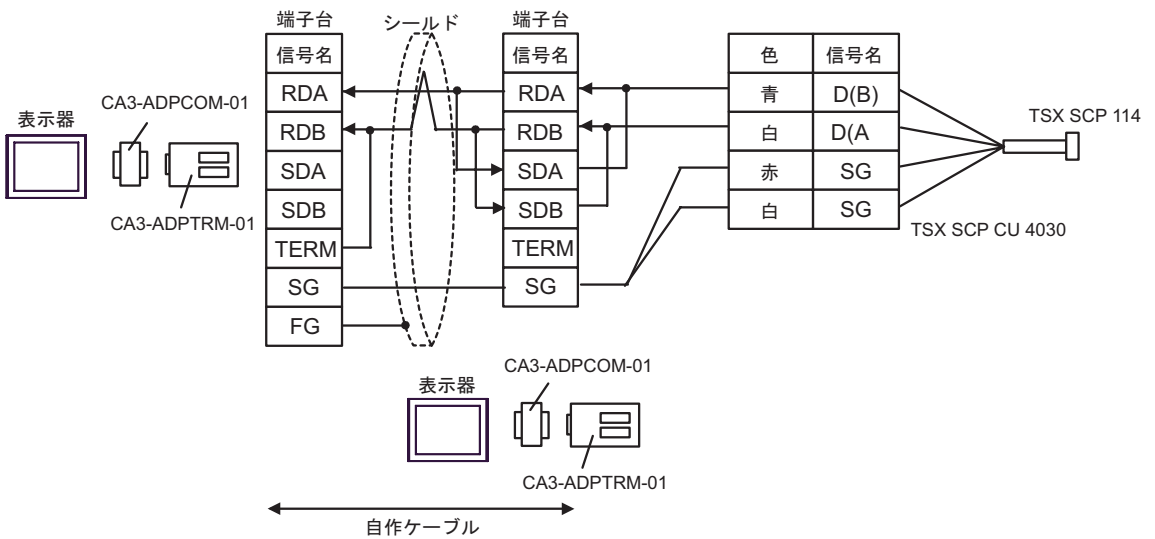 端子台
シールド
端子台
信号名
RDA
RDB
SDA
SDB
TERM
SG
FG
信号名
RDA
RDB
SDA
SDB
TERM
SG
色 信号名
青 D(B)
白 D(A
赤 SG
白 SG
TSX SCP 114
TSX SCP CU 4030
表示器
CA3-ADPCOM-01
CA3-ADPTRM-01
表示器
CA3-ADPCOM-01
CA3-ADPTRM-01
自作ケーブル